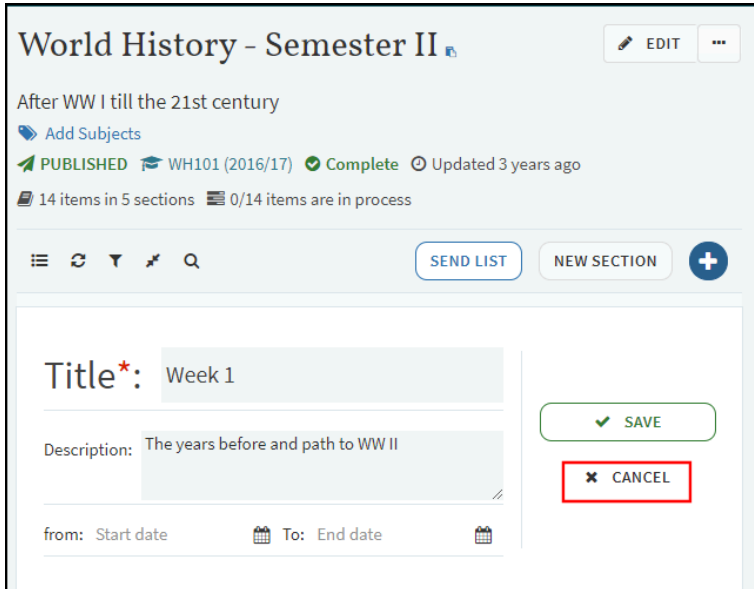 World History - Semester II
EDIT
After WW I till the 21st century
Add Subjects
PUBLISHED WH101 (2016/17) Complete Updated 3 years ago
14 items in 5 sections 0/14 items are in process
SEND LIST NEW SECTION
Title*: Week 1
SAVE
Description: The years before and path to WW II
CANCEL
from: Start date To: End date